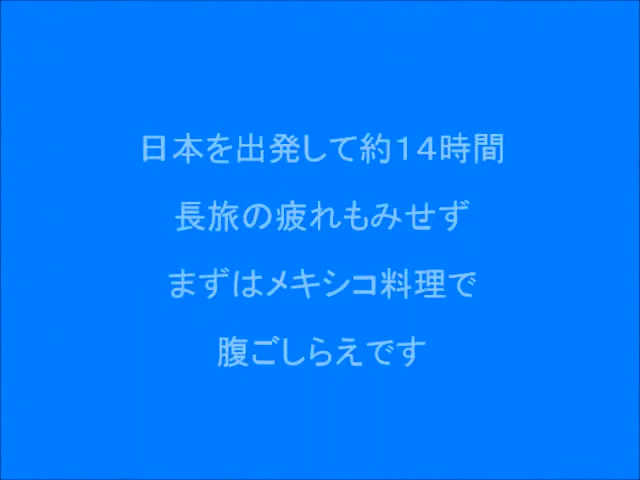 日本を出発して約１４時間
長旅の疲れもみせず
まずはメキシコ料理で
腹ごしらえです